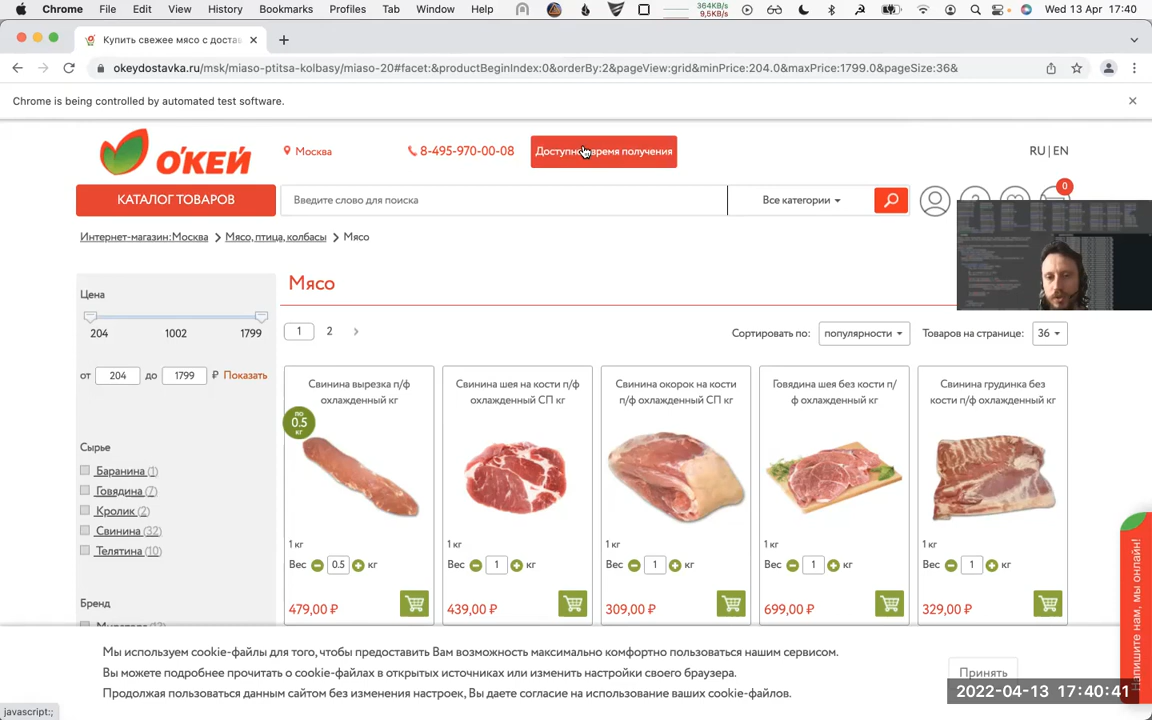 Chrome File Edit View History Bookmarks Profiles Tab Window Help 364KB/s 9,5KB/s Wed 13 Apr 17:40
Купить свежее мясо с доста
okeydostavka.ru/msk/miaso-ptitsa-kolbasy/miaso-20#facet:&productBeginIndex:0&orderBy:2&pageView:grid&minPrice:204.0&maxPrice:1799.0&pageSize:36&
Chrome is being controlled by automated test software.
О'КЕЙ
Москва 8-495-970-00-08 время получения RU | EN
КАТАЛОГ ТОВАРОВ Введите слово для поиска Все категории 0
Интернет-магазин:Москва Мясо, птица, колбасы Мясо
Мясо
Цена
204 1002 1799
1 2 Сортировать по: популярности Товаров на странице: 36
от 204 до 1799 ₽ Показать
Свинина вырезка п/ф охлажденный кг
Свинина шея на кости п/ф охлажденный СП кг
Свинина окорок на кости п/ф охлажденный СП кг
Говядина шея без кости п/ф охлажденный кг
Свинина грудинка без кости п/ф охлажденный кг
по 0.5 кг
Сырье
Баранина (1)
Говядина (7)
Кролик (2)
Свинина (32)
Телятина (10)
1 кг 1 кг 1 кг 1 кг 1 кг
Вес 0.5 кг Вес 1 кг Вес 1 кг Вес 1 кг Вес 1 кг
479,00 ₽ 439,00 ₽ 309,00 ₽ 699,00 ₽ 329,00 ₽
Бренд
Напишите нам, мы онлайн!
Мы используем cookie-файлы для того, чтобы предоставить Вам возможность максимально комфортно пользоваться нашим сервисом.
Вы можете подробнее прочитать о cookie-файлах в открытых источниках или изменить настройки своего браузера.
Продолжая пользоваться данным сайтом без изменения настроек, Вы даете согласие на использование ваших cookie-файлов.
Принять
2022-04-13 17:40:41
javascript:;